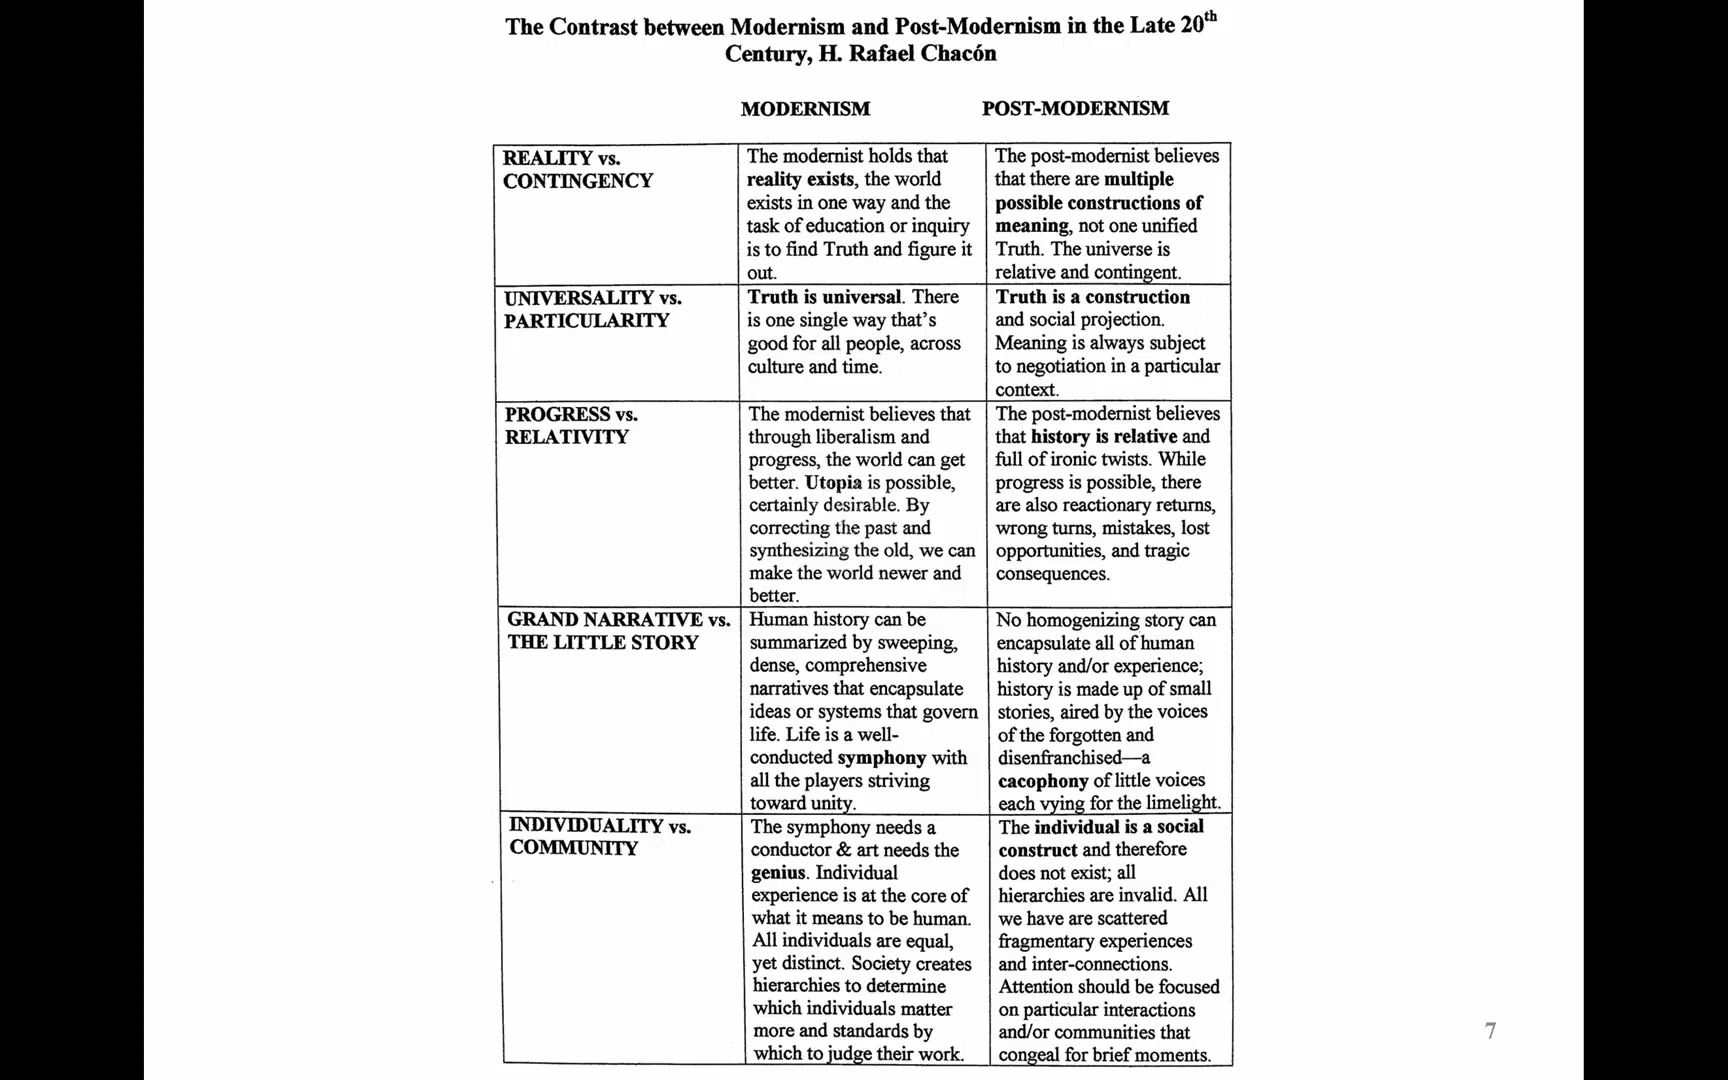 The Contrast between Modernism and Post-Modernism in the Late 20th
Century, H. Rafael Chacón
MODERNISM
POST-MODERNISM
REALITY vs.
CONTINGENCY
The modernist holds that
reality exists, the world
exists in one way and the
task of education or inquiry
is to find Truth and figure it
out.
The post-modernist believes
that there are multiple
possible constructions of
meaning, not one unified
Truth. The universe is
relative and contingent.
UNIVERSALITY vs.
PARTICULARITY
Truth is universal. There
is one single way that's
good for all people, across
culture and time.
Truth is a construction
and social projection.
Meaning is always subject
to negotiation in a particular
context.
PROGRESS vs.
RELATIVITY
The modernist believes that
through liberalism and
progress, the world can get
better. Utopia is possible,
certainly desirable. By
correcting the past and
synthesizing the old, we can
make the world newer and
better.
The post-modernist believes
that history is relative and
full of ironic twists. While
progress is possible, there
are also reactionary returns,
wrong turns, mistakes, lost
opportunities, and tragic
consequences.
GRAND NARRATIVE vs.
THE LITTLE STORY
Human history can be
summarized by sweeping,
dense, comprehensive
narratives that encapsulate
ideas or systems that govern
life. Life is a well-
conducted symphony with
all the players striving
toward unity.
No homogenizing story can
encapsulate all of human
history and/or experience;
history is made up of small
stories, aired by the voices
of the forgotten and
disenfranchised—a
cacophony of little voices
each vying for the limelight.
INDIVIDUALITY vs.
COMMUNITY
The symphony needs a
conductor & art needs the
genius. Individual
experience is at the core of
what it means to be human.
All individuals are equal,
yet distinct. Society creates
hierarchies to determine
which individuals matter
more and standards by
which to judge their work.
The individual is a social
construct and therefore
does not exist; all
hierarchies are invalid. All
we have are scattered
fragmentary experiences
and inter-connections.
Attention should be focused
on particular interactions
and/or communities that
congeal for brief moments.
7